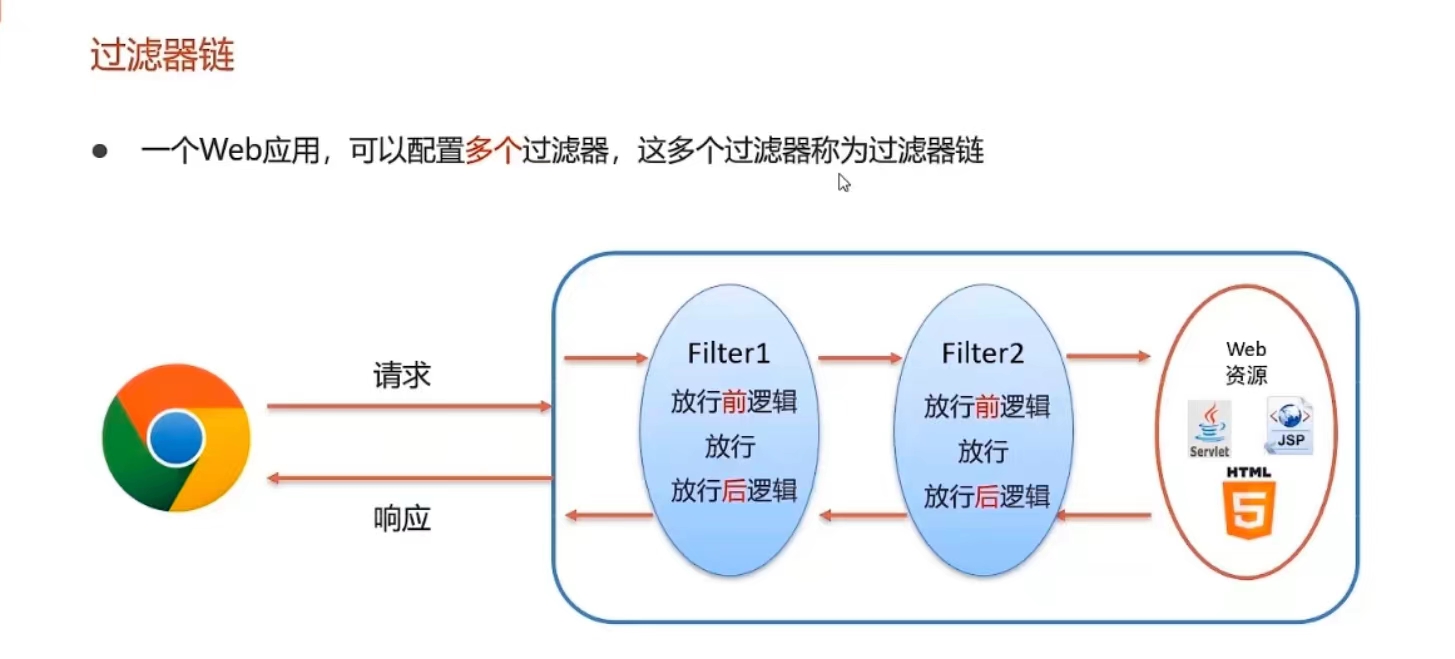 过滤器链
一个Web应用，可以配置多个过滤器，这多个过滤器称为过滤器链
请求
响应
Filter1
放行前逻辑
放行
放行后逻辑
Filter2
放行前逻辑
放行
放行后逻辑
Web
资源
Servlet
JSP
HTML
5